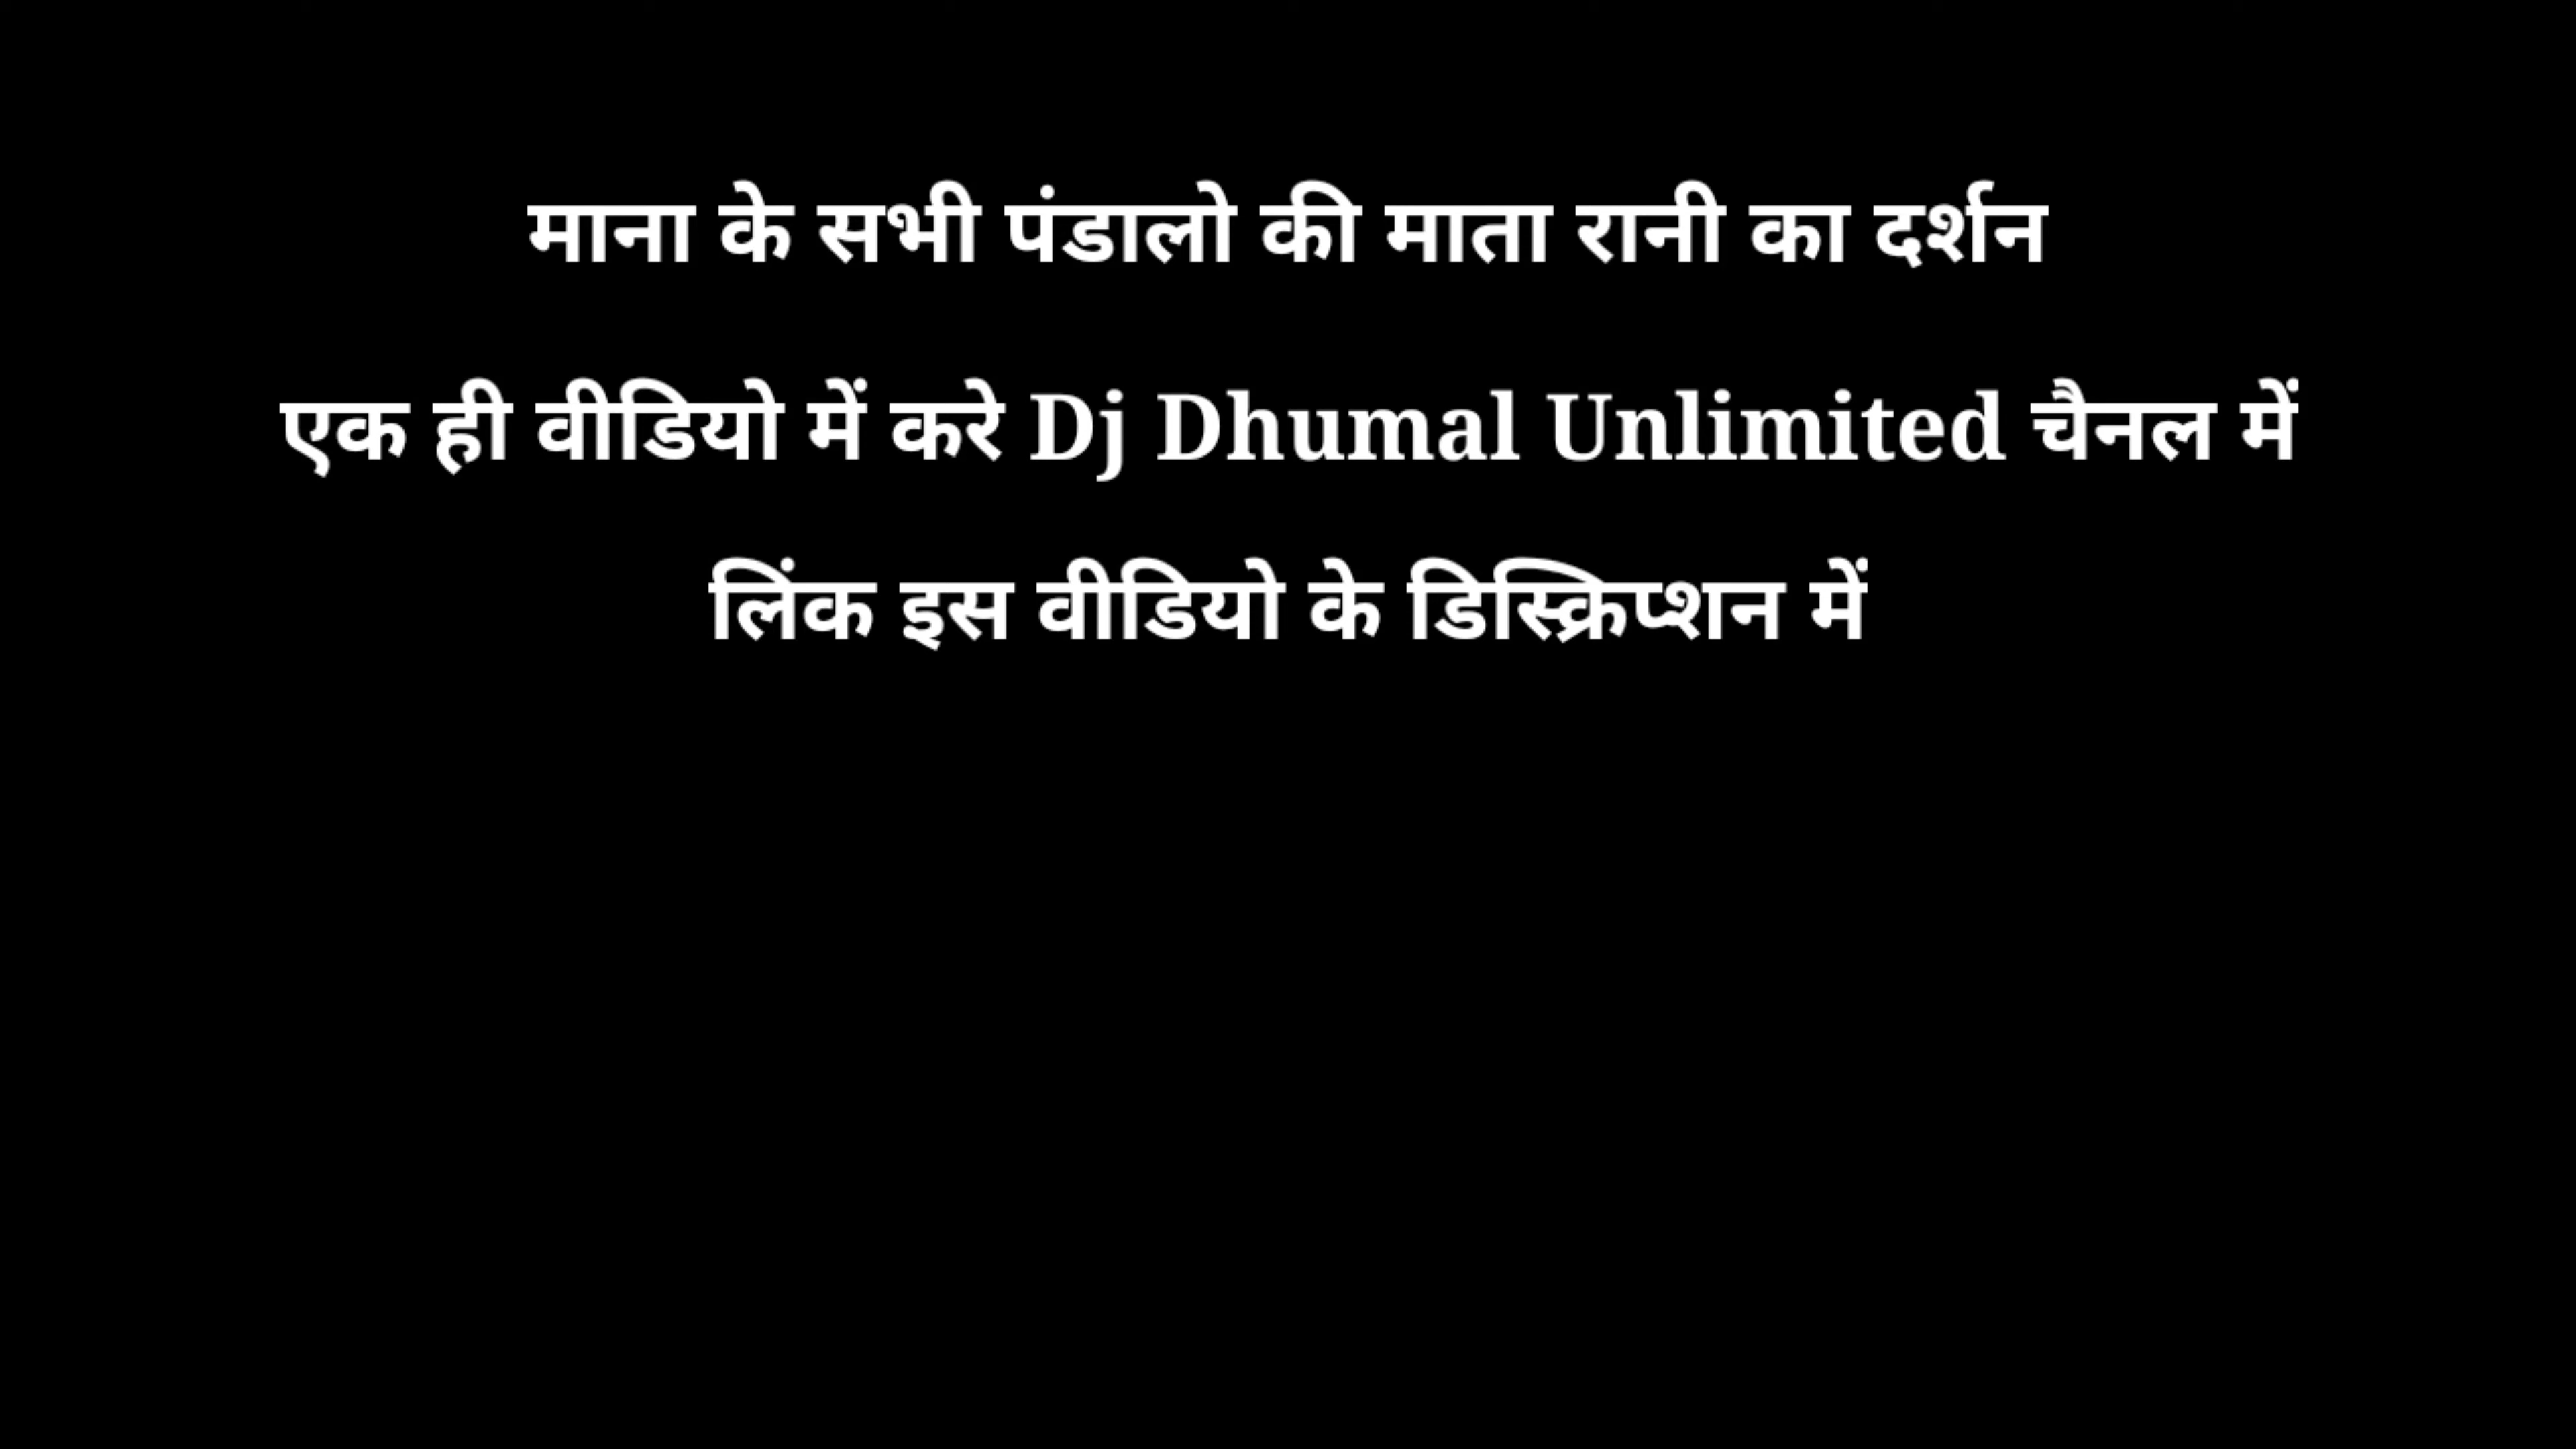 माना के सभी पंडालो की माता रानी का दर्शन
एक ही वीडियो में करे Dj Dhumal Unlimited चैनल में
लिंक इस वीडियो के डिस्क्रिप्शन में